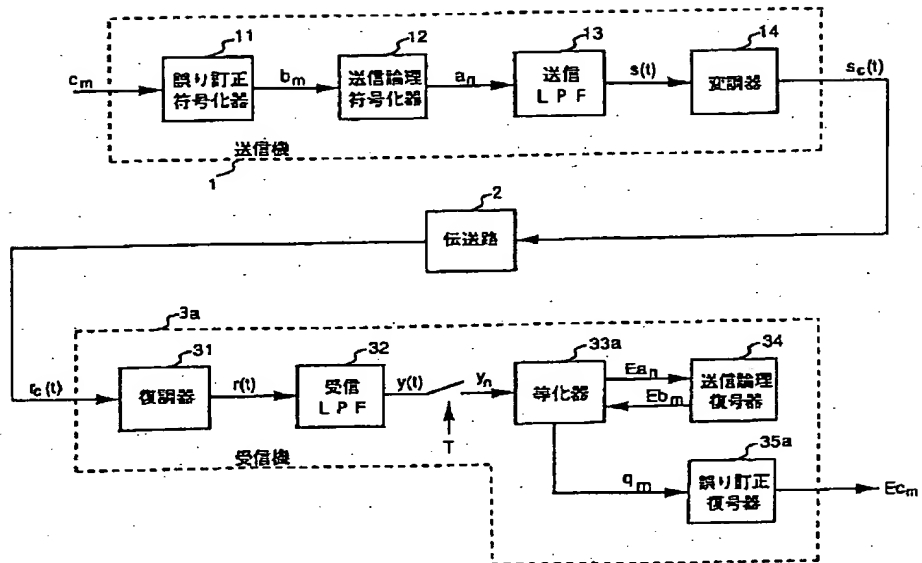 11
12
13
14
c_m
誤り訂正
符号化器
b_m
送信論理
符号化器
a_n
送信
LPF
s(t)
変調器
s_c(t)
送信機
1
2
伝送路
3a
31
32
33a
34
r_c(t)
復調器
r(t)
受信
LPF
y(t)
y_n
T
等化器
Ea_n
Eb_m
送信論理
復号器
受信機
35a
q_m
誤り訂正
復号器
Ec_m